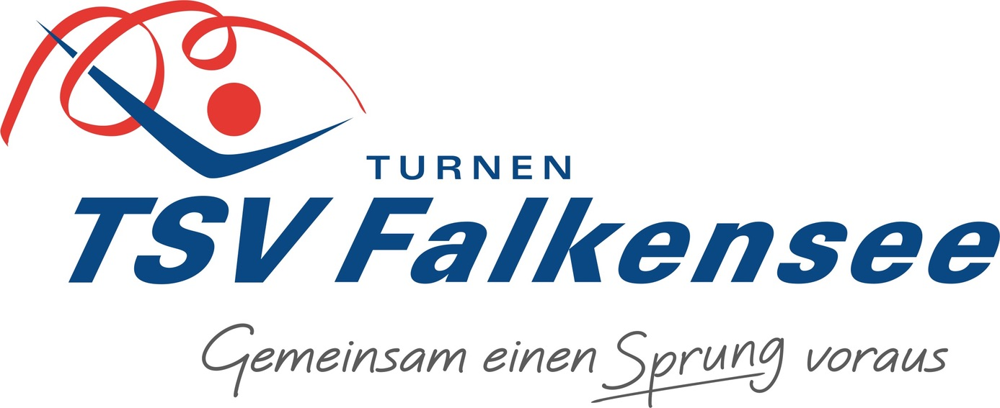 TURNEN
TSV Falkensee
Gemeinsam einen Sprung voraus